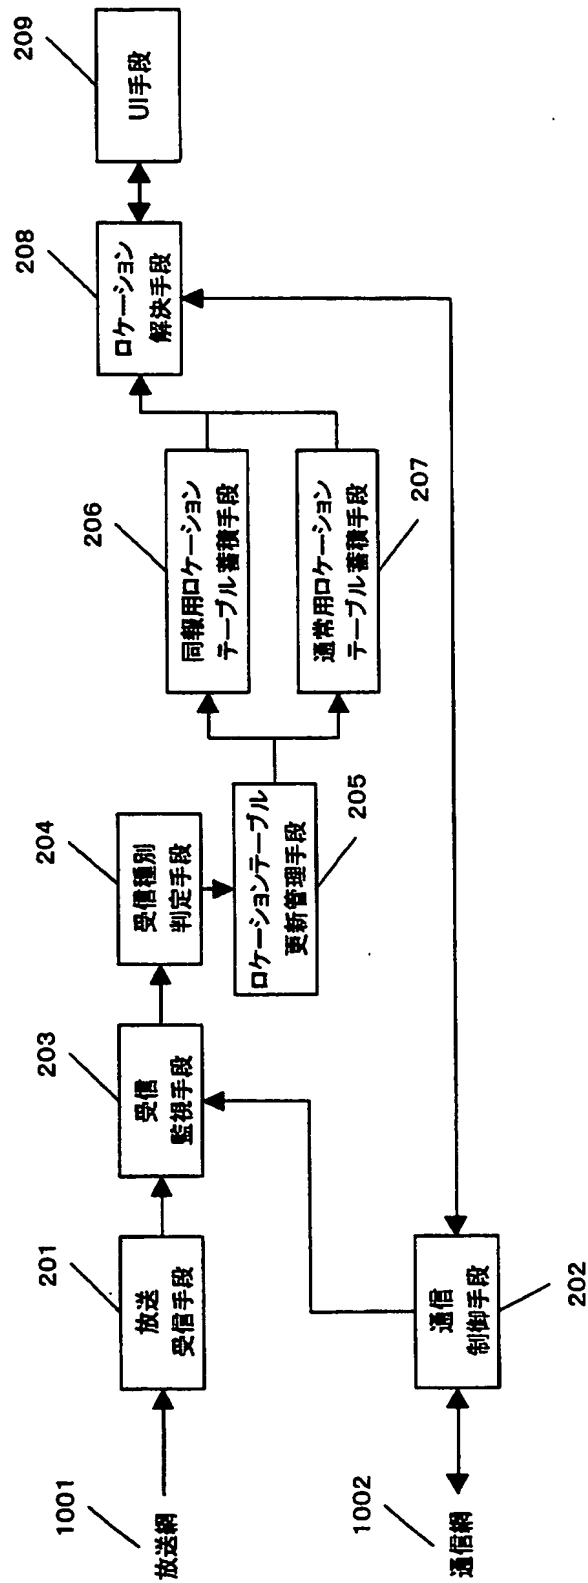 1001
放送網
201
放送
受信手段
203
受信
監視手段
204
受信種別
判定手段
205
ロケーションテーブル
更新管理手段
206
同報用ロケーション
テーブル蓄積手段
207
通常用ロケーション
テーブル蓄積手段
208
ロケーション
解決手段
209
UI手段
1002
通信網
202
通信
制御手段